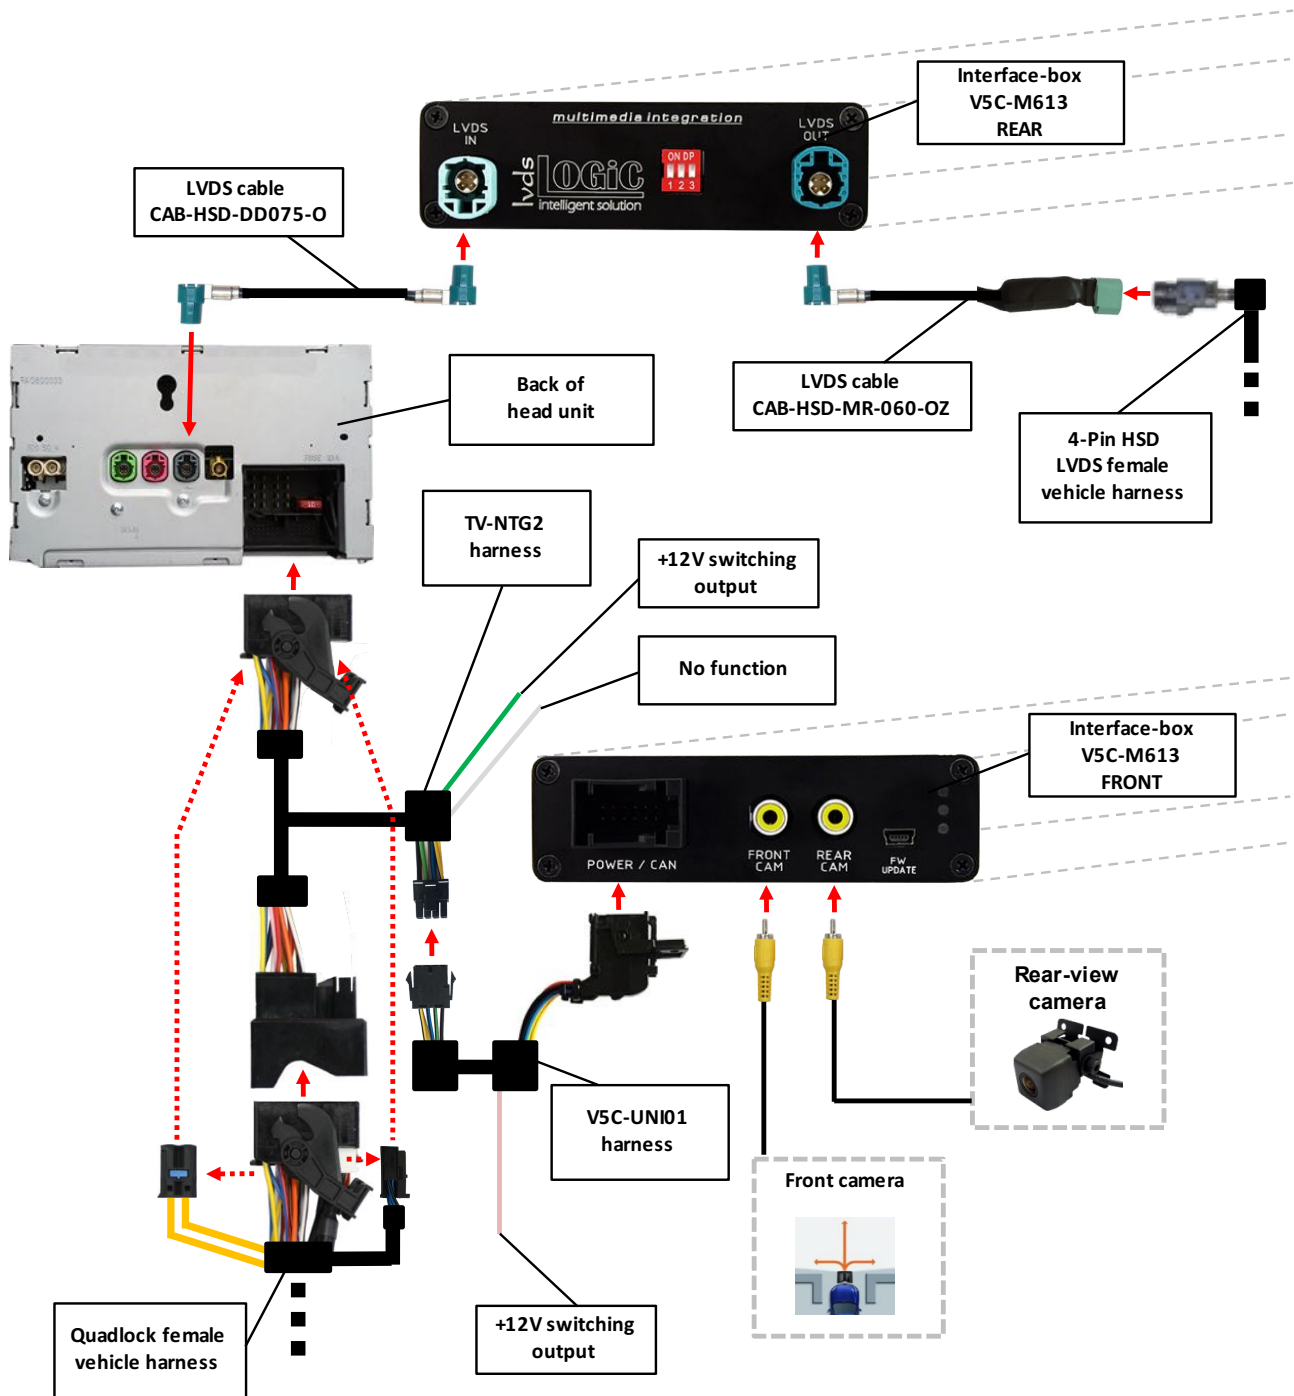 Interface-box
V5C-M613
REAR
multimedia integration
LVDS
IN
LVDS
OUT
ON DP
1 2 3
lvds
LOGiC
intelligent solution
LVDS cable
CAB-HSD-DD075-O
Back of
head unit
LVDS cable
CAB-HSD-MR-060-OZ
4-Pin HSD
LVDS female
vehicle harness
TV-NTG2
harness
+12V switching
output
No function
Interface-box
V5C-M613
FRONT
POWER / CAN
FRONT
CAM
REAR
CAM
FW
UPDATE
Rear-view
camera
V5C-UNI01
harness
Front camera
Quadlock female
vehicle harness
+12V switching
output